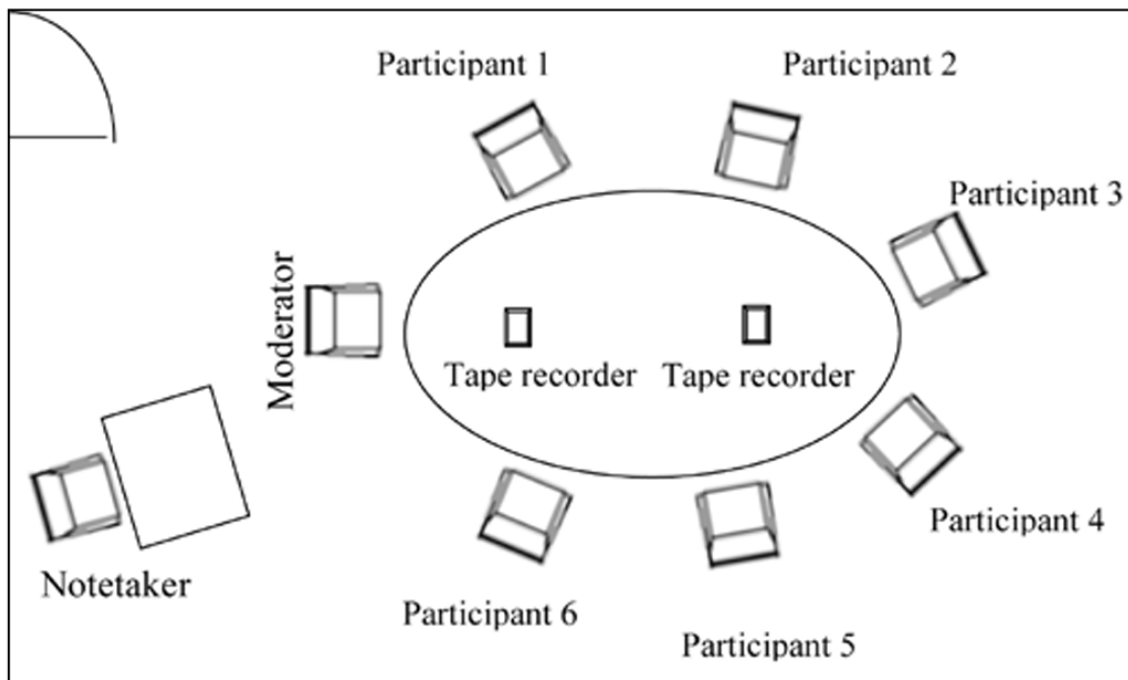 Participant 1
Participant 2
Participant 3
Moderator
Tape recorder
Tape recorder
Participant 4
Notetaker
Participant 6
Participant 5